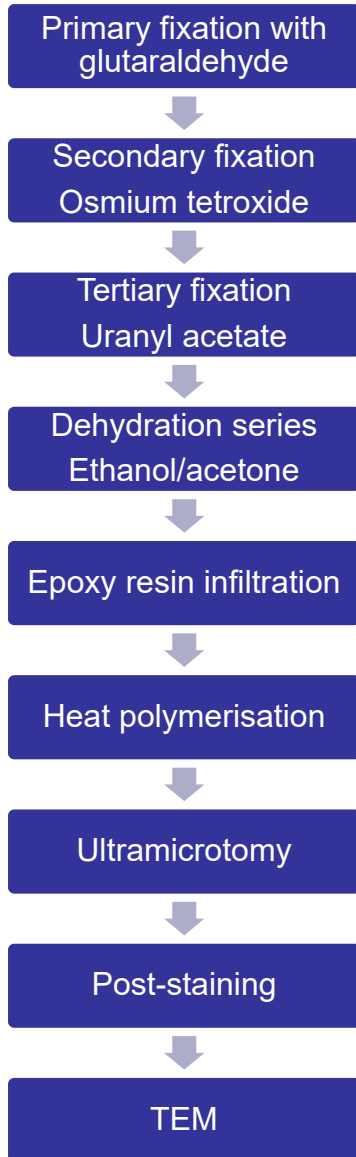 Primary fixation with
glutaraldehyde
Secondary fixation
Osmium tetroxide
Tertiary fixation
Uranyl acetate
Dehydration series
Ethanol/acetone
Epoxy resin infiltration
Heat polymerisation
Ultramicrotomy
Post-staining
TEM